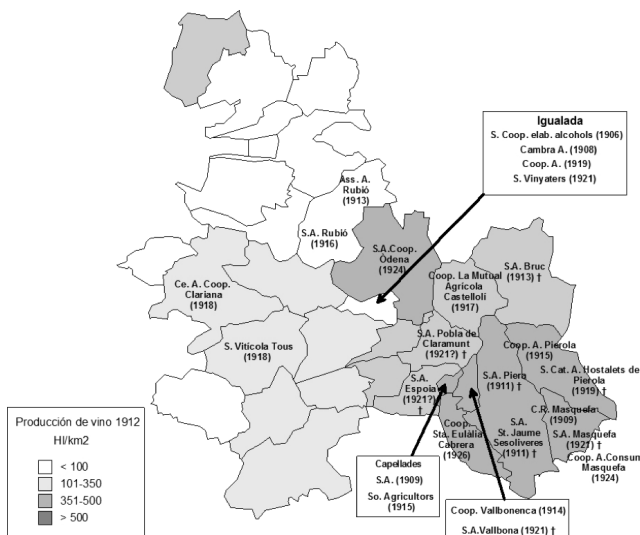 Igualada
S. Coop. elab. alcohols (1906)
Cambra A. (1908)
Coop. A. (1919)
S. Vinyaters (1921)
Ass. A.
Rubió
(1913)
S.A. Rubió
(1916)
S.A.Coop.
Òdena
(1924)
S.A. Bruc
(1913) †
Ce. A. Coop.
Clariana
(1918)
Coop. La Mutual
Agrícola
Castellolí
(1917)
S. Vitícola Tous
(1918)
S.A. Pobla de
Claramunt
(1921?) †
Coop. A. Pierola
(1915)
S. Cat. A. Hostalets de
Pierola
(1919) †
S.A.
Espoia
(1921?)
†
S.A. Piera
(1911) †
C.R. Masquefa
(1909)
S.A. Masquefa
(1921) †
Coop. A.Consum
Masquefa
(1924)
Coop.
Sta. Eulàlia
Cabrera
(1926)
S.A.
St. Jaume
Sesoliveres
(1911) †
Capellades
S.A. (1909)
So. Agricultors
(1915)
Coop. Vallbonenca (1914)
S.A.Vallbona (1921) †
Producción de vino 1912
Hl/km2
< 100
101-350
351-500
> 500